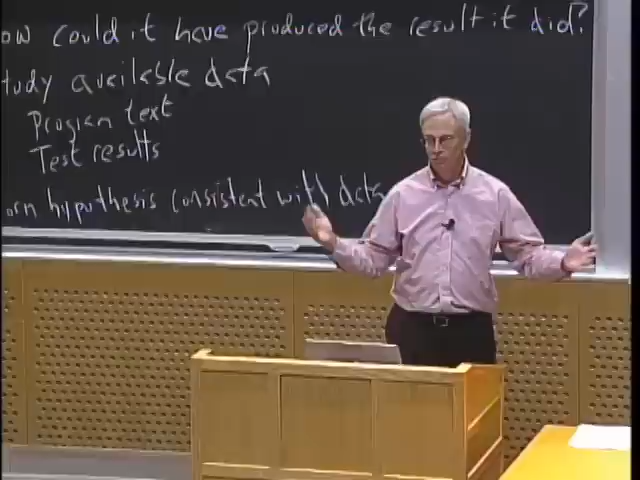 ow could it have produced the result it did?
tudy available data
Program text
Test results
orm hypothesis consistent with data